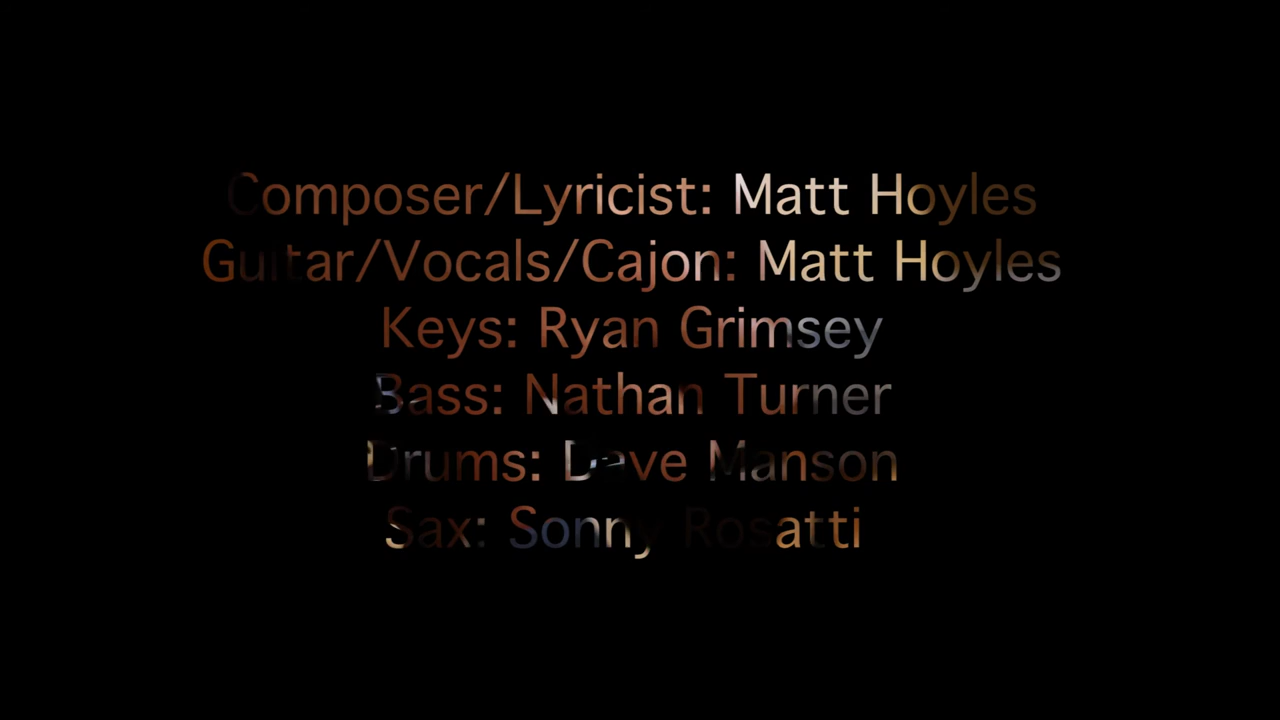 Composer/Lyricist: Matt Hoyles
Guitar/Vocals/Cajon: Matt Hoyles
Keys: Ryan Grimsey
Bass: Nathan Turner
Drums: Dave Manson
Sax: Sonny Rosatti